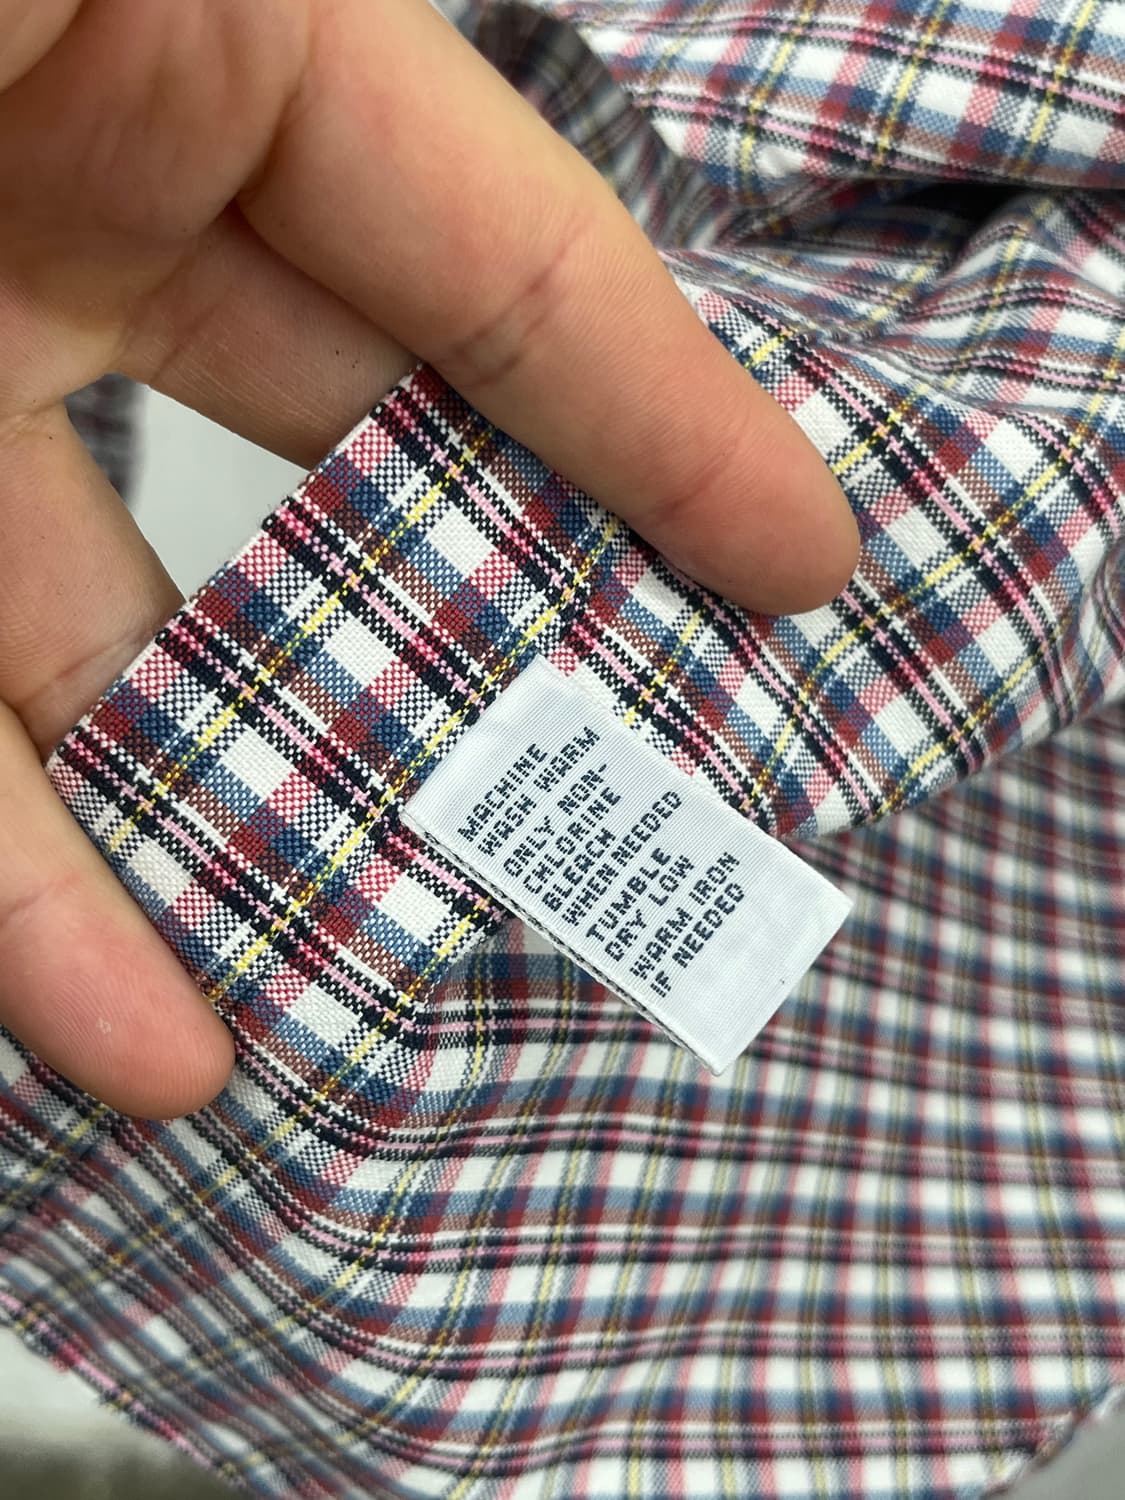 MACHINE
WASH WARM
ONLY NON-
CHLORINE
BLEACH
WHEN NEEDED
TUMBLE
DRY LOW
WARM IRON
IF NEEDED